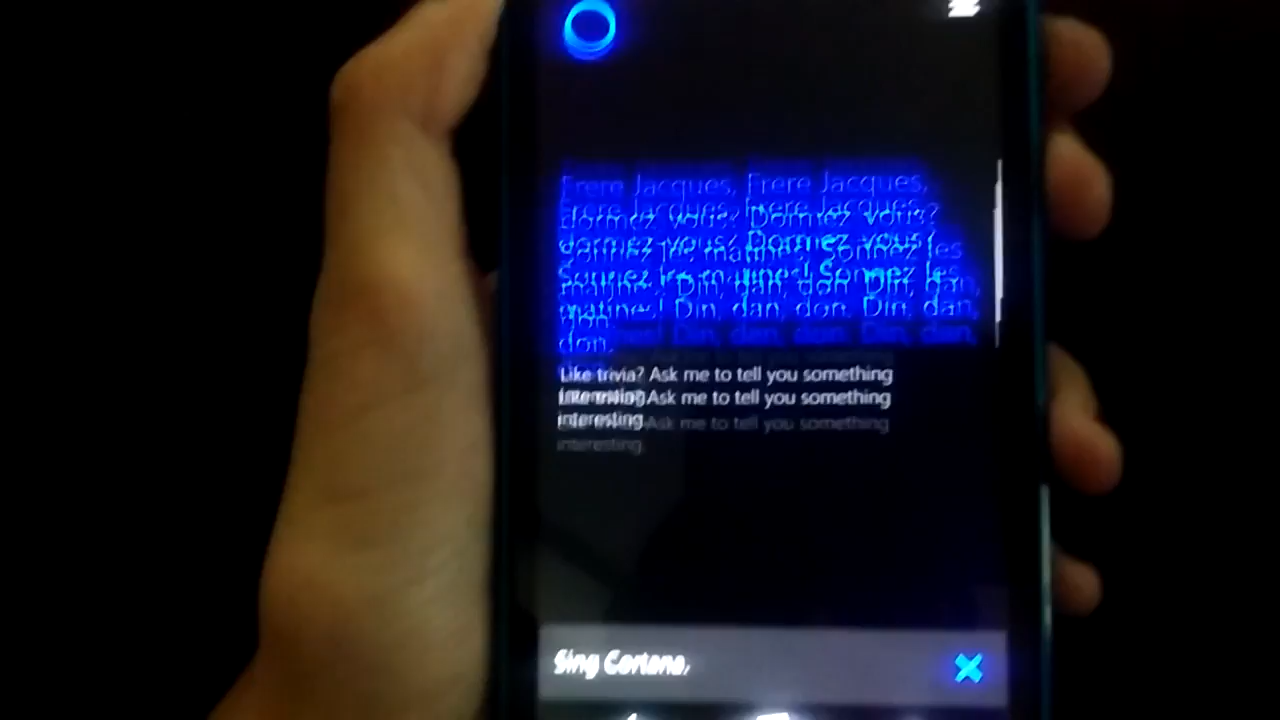 Frere Jacques, Frere Jacques,
dormez vous? Dormez vous?
Sonnez les matines! Sonnez les
matines! Din, dan, don. Din, dan,
don.
Like trivia? Ask me to tell you something
interesting.
Sing Cortana.